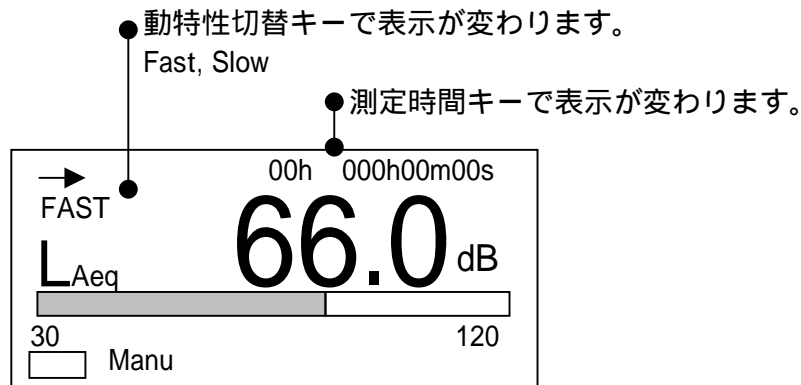 動特性切替キーで表示が変わります。
Fast, Slow
測定時間キーで表示が変わります。
00h 000h00m00s
FAST
66.0 dB
LAeq
30 120
Manu